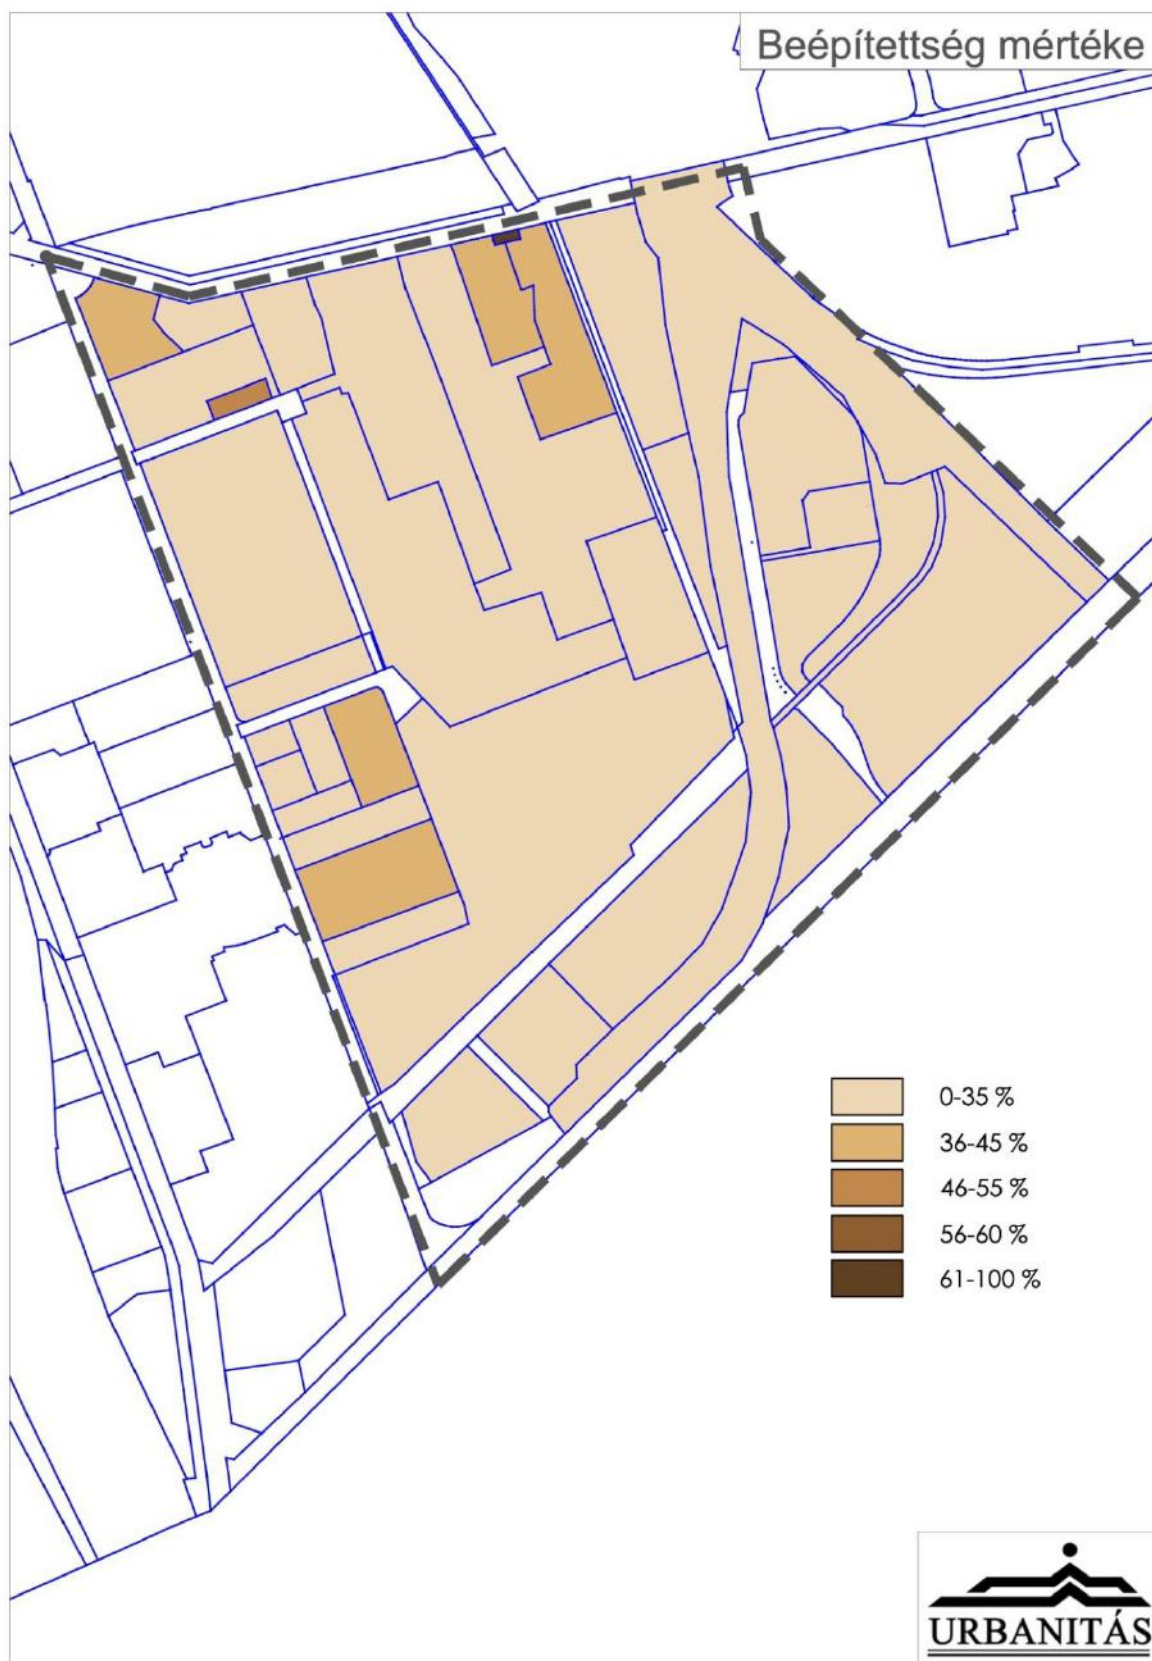 Beépítettség mértéke
0-35 %
36-45 %
46-55 %
56-60 %
61-100 %
URBANITÁS